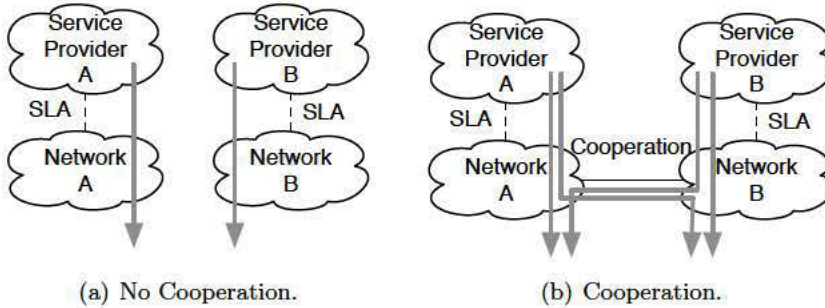 Service
Provider
A
SLA
Network
A
Service
Provider
B
SLA
Network
B
(a) No Cooperation.
Service
Provider
A
SLA
Network
A
Cooperation
Service
Provider
B
SLA
Network
B
(b) Cooperation.